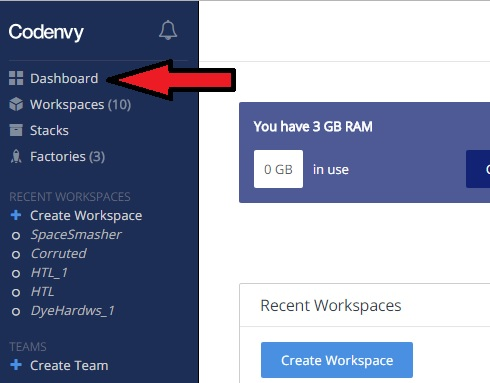 Codenvy
Dashboard
Workspaces (10)
Stacks
Factories (3)
RECENT WORKSPACES
Create Workspace
SpaceSmasher
Corruted
HTL_1
HTL
DyeHardws_1
TEAMS
Create Team
You have 3 GB RAM
0 GB in use
Recent Workspaces
Create Workspace